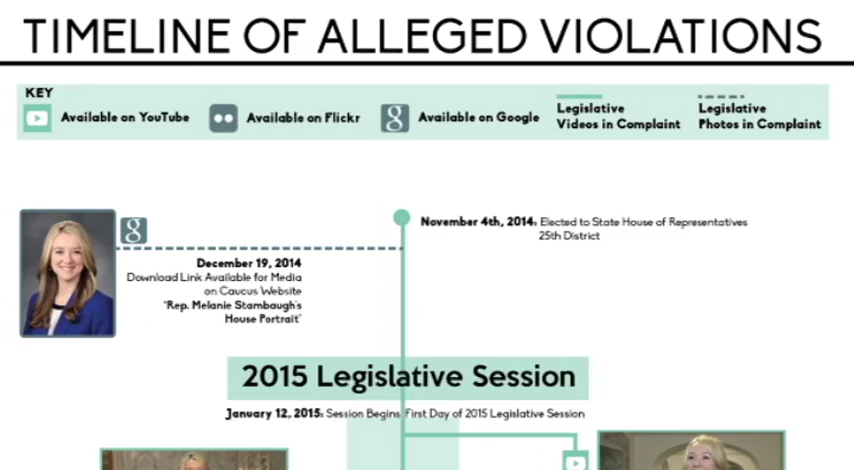 TIMELINE OF ALLEGED VIOLATIONS
KEY
Available on YouTube
Available on Flickr
g Available on Google
Legislative
Videos in Complaint
Legislative
Photos in Complaint
November 4th, 2014: Elected to State House of Representatives
25th District
g
December 19, 2014
Download Link Available for Media
on Caucus Website
"Rep. Melanie Stambaugh's
House Portrait"
2015 Legislative Session
January 12, 2015: Session Begins, First Day of 2015 Legislative Session